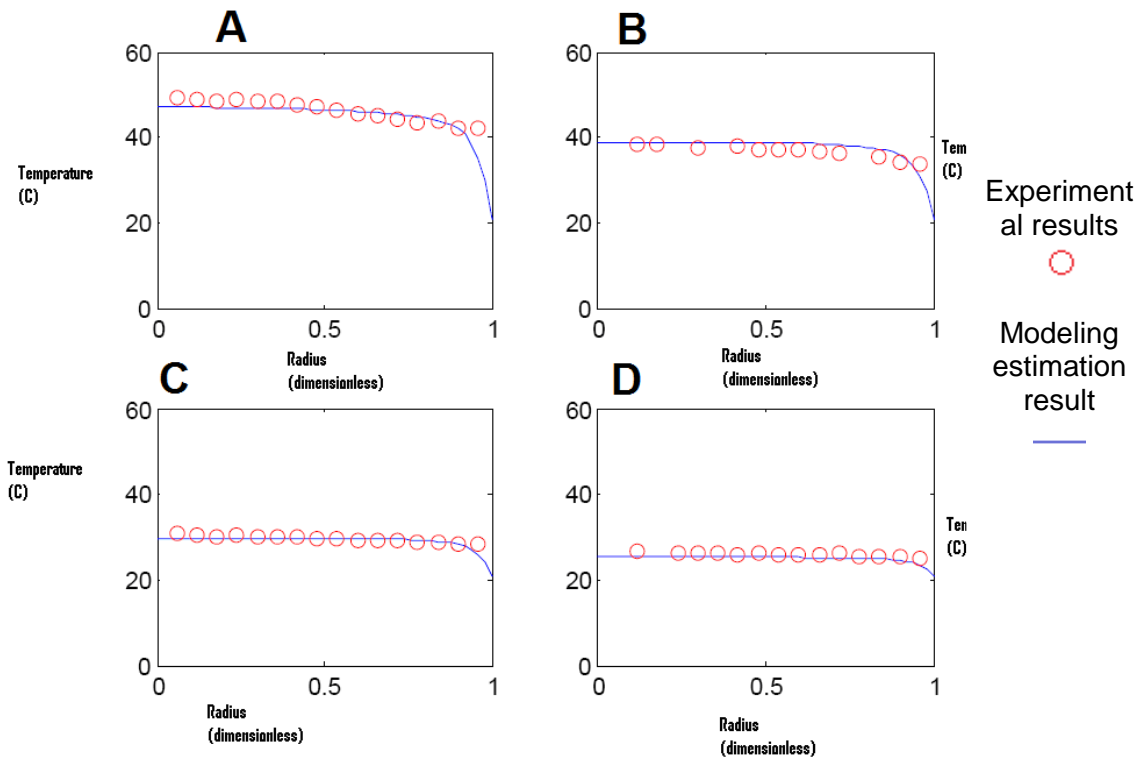 A
B
60
40
20
0
0
0.5
1
Temperature
(C)
Radius
(dimensionless)
60
40
20
0
0
0.5
1
Tem
(C)
Radius
(dimensionless)
C
D
60
40
20
0
0
0.5
1
Temperature
(C)
Radius
(dimensionless)
60
40
20
0
0
0.5
1
Ten
(C)
Radius
(dimensionless)
Experiment
al results
Modeling
estimation
result